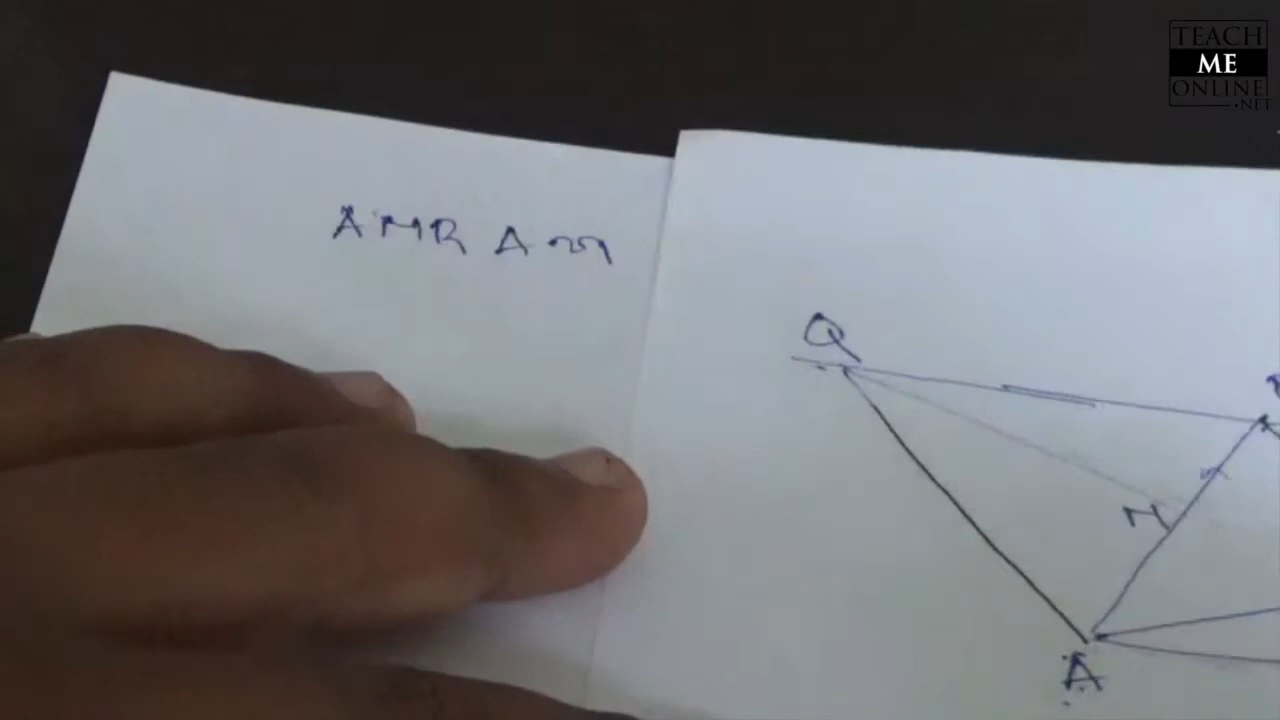 TEACH
ME
ONLINE
.NET
AMR Δ නෙ
Q
M
A